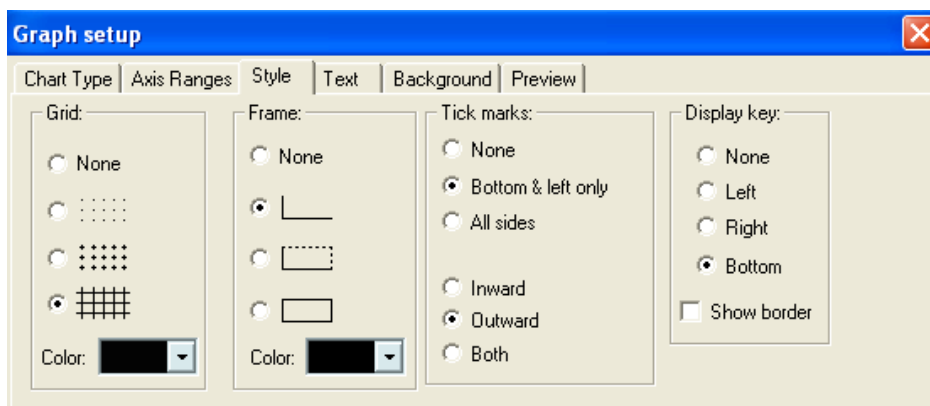 Graph setup
Chart Type Axis Ranges Style Text Background Preview
Grid:
None
Color:
Frame:
None
Color:
Tick marks:
None
Bottom & left only
All sides
Inward
Outward
Both
Display key:
None
Left
Right
Bottom
Show border